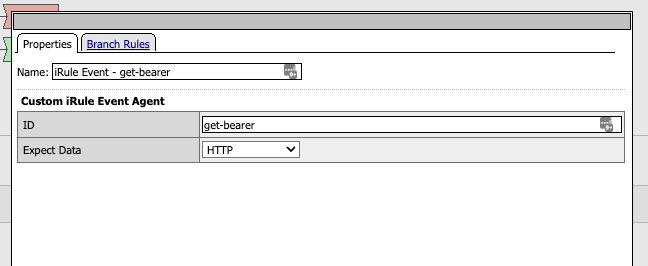 Properties
Branch Rules
Name: iRule Event - get-bearer
Custom iRule Event Agent
ID
get-bearer
Expect Data
HTTP